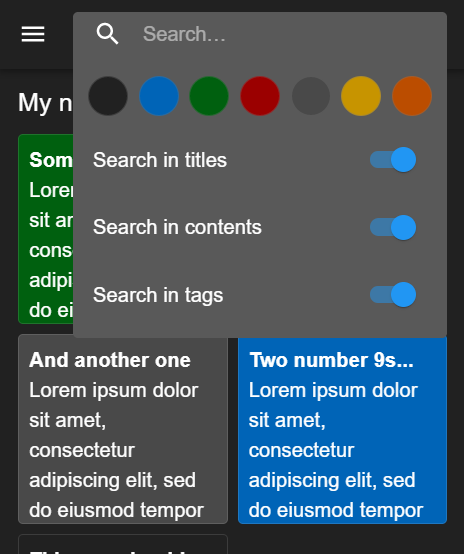 Search…
My n
Search in titles
Som
Lorem
sit am
Search in contents
cons
adipi
Search in tags
do eiu
And another one
Lorem ipsum dolor
sit amet,
consectetur
adipiscing elit, sed
do eiusmod tempor
Two number 9s...
Lorem ipsum dolor
sit amet,
consectetur
adipiscing elit, sed
do eiusmod tempor